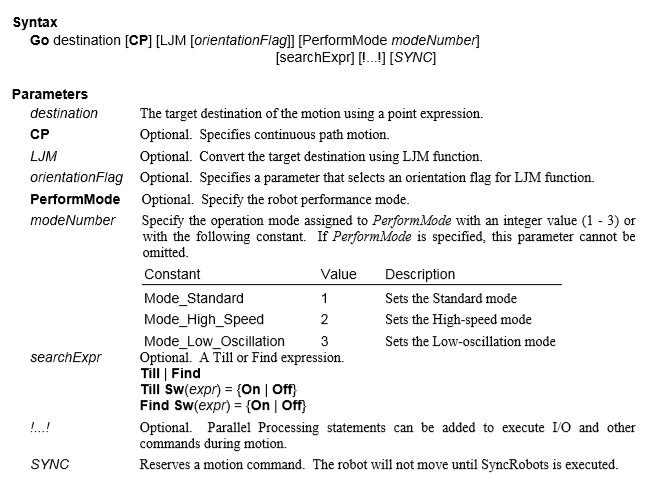 Syntax
Go destination [CP] [LJM [orientationFlag]] [PerformMode modeNumber]
[searchExpr] [!...!] [SYNC]
Parameters
destination The target destination of the motion using a point expression.
CP Optional. Specifies continuous path motion.
LJM Optional. Convert the target destination using LJM function.
orientationFlag Optional. Specifies a parameter that selects an orientation flag for LJM function.
PerformMode Optional. Specify the robot performance mode.
modeNumber Specify the operation mode assigned to PerformMode with an integer value (1 - 3) or
with the following constant. If PerformMode is specified, this parameter cannot be
omitted.
Constant Value Description
Mode_Standard 1 Sets the Standard mode
Mode_High_Speed 2 Sets the High-speed mode
Mode_Low_Oscillation 3 Sets the Low-oscillation mode
searchExpr Optional. A Till or Find expression.
Till | Find
Till Sw(expr) = {On | Off}
Find Sw(expr) = {On | Off}
!...! Optional. Parallel Processing statements can be added to execute I/O and other
commands during motion.
SYNC Reserves a motion command. The robot will not move until SyncRobots is executed.